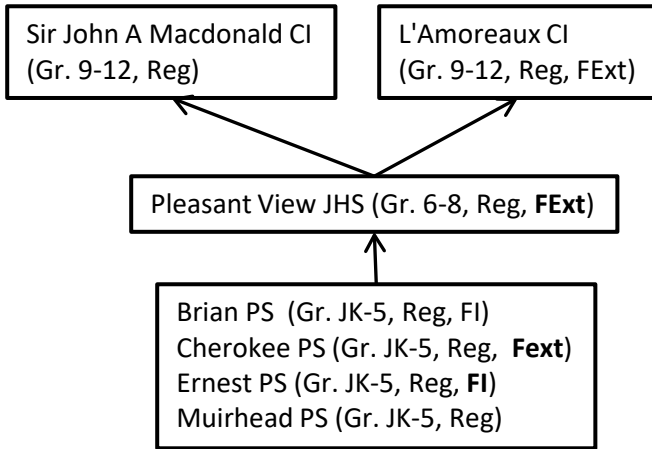 Sir John A Macdonald CI
(Gr. 9-12, Reg)
L'Amoreaux CI
(Gr. 9-12, Reg, FExt)
Pleasant View JHS (Gr. 6-8, Reg, FExt)
Brian PS (Gr. JK-5, Reg, FI)
Cherokee PS (Gr. JK-5, Reg, Fext)
Ernest PS (Gr. JK-5, Reg, FI)
Muirhead PS (Gr. JK-5, Reg)